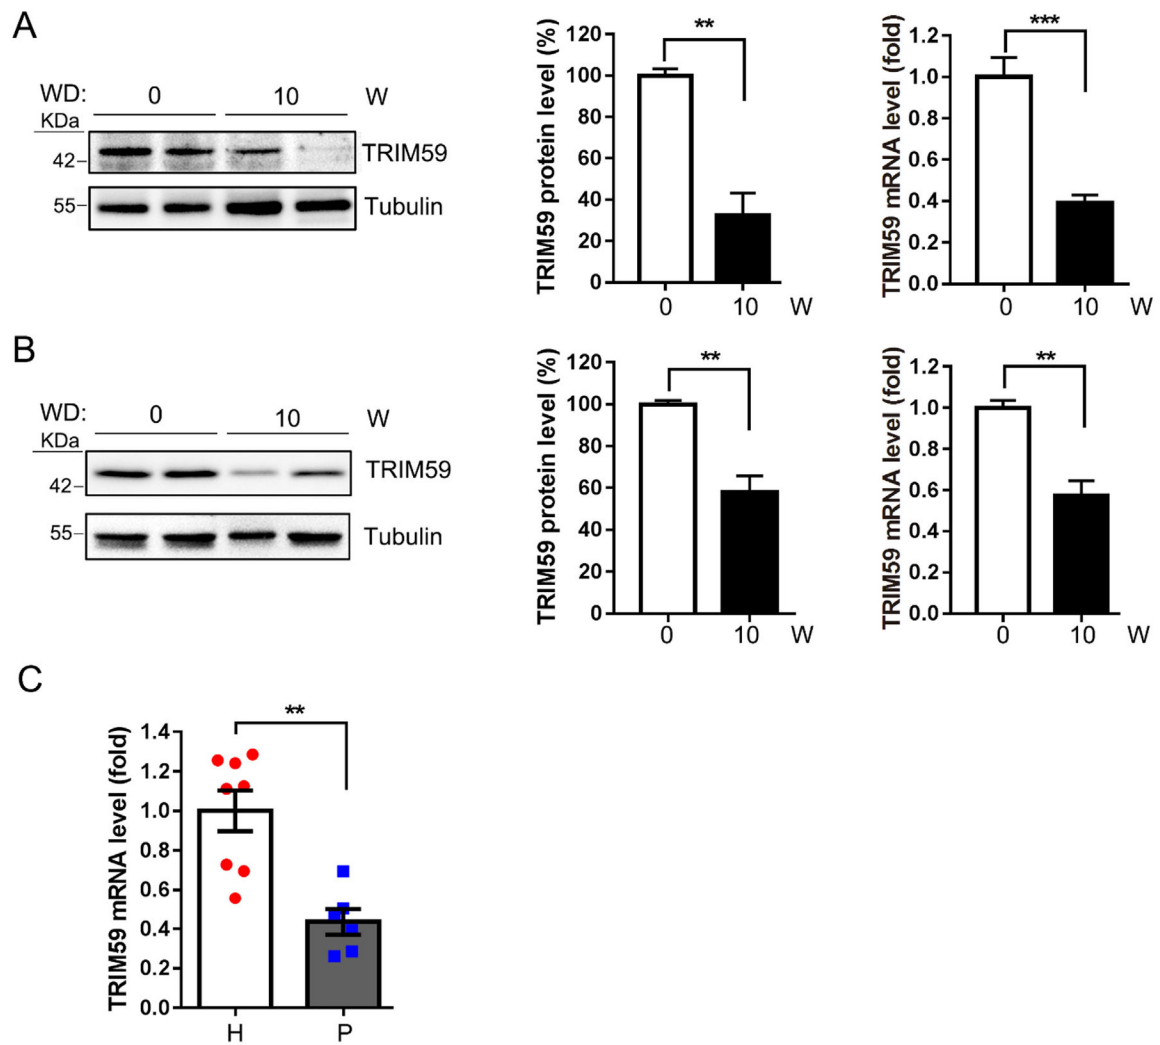 A
WD: 0 10 W
KDa
42 TRIM59
55 Tubulin
TRIM59 protein level (%)
120
100
80
60
40
20
0
**
0 10 W
TRIM59 mRNA level (fold)
1.2
1.0
0.8
0.6
0.4
0.2
0.0
***
0 10 W
B
WD: 0 10 W
KDa
42 TRIM59
55 Tubulin
TRIM59 protein level (%)
120
100
80
60
40
20
0
**
0 10 W
TRIM59 mRNA level (fold)
1.2
1.0
0.8
0.6
0.4
0.2
0.0
**
0 10 W
C
TRIM59 mRNA level (fold)
1.4
1.2
1.0
0.8
0.6
0.4
0.2
0.0
**
H P